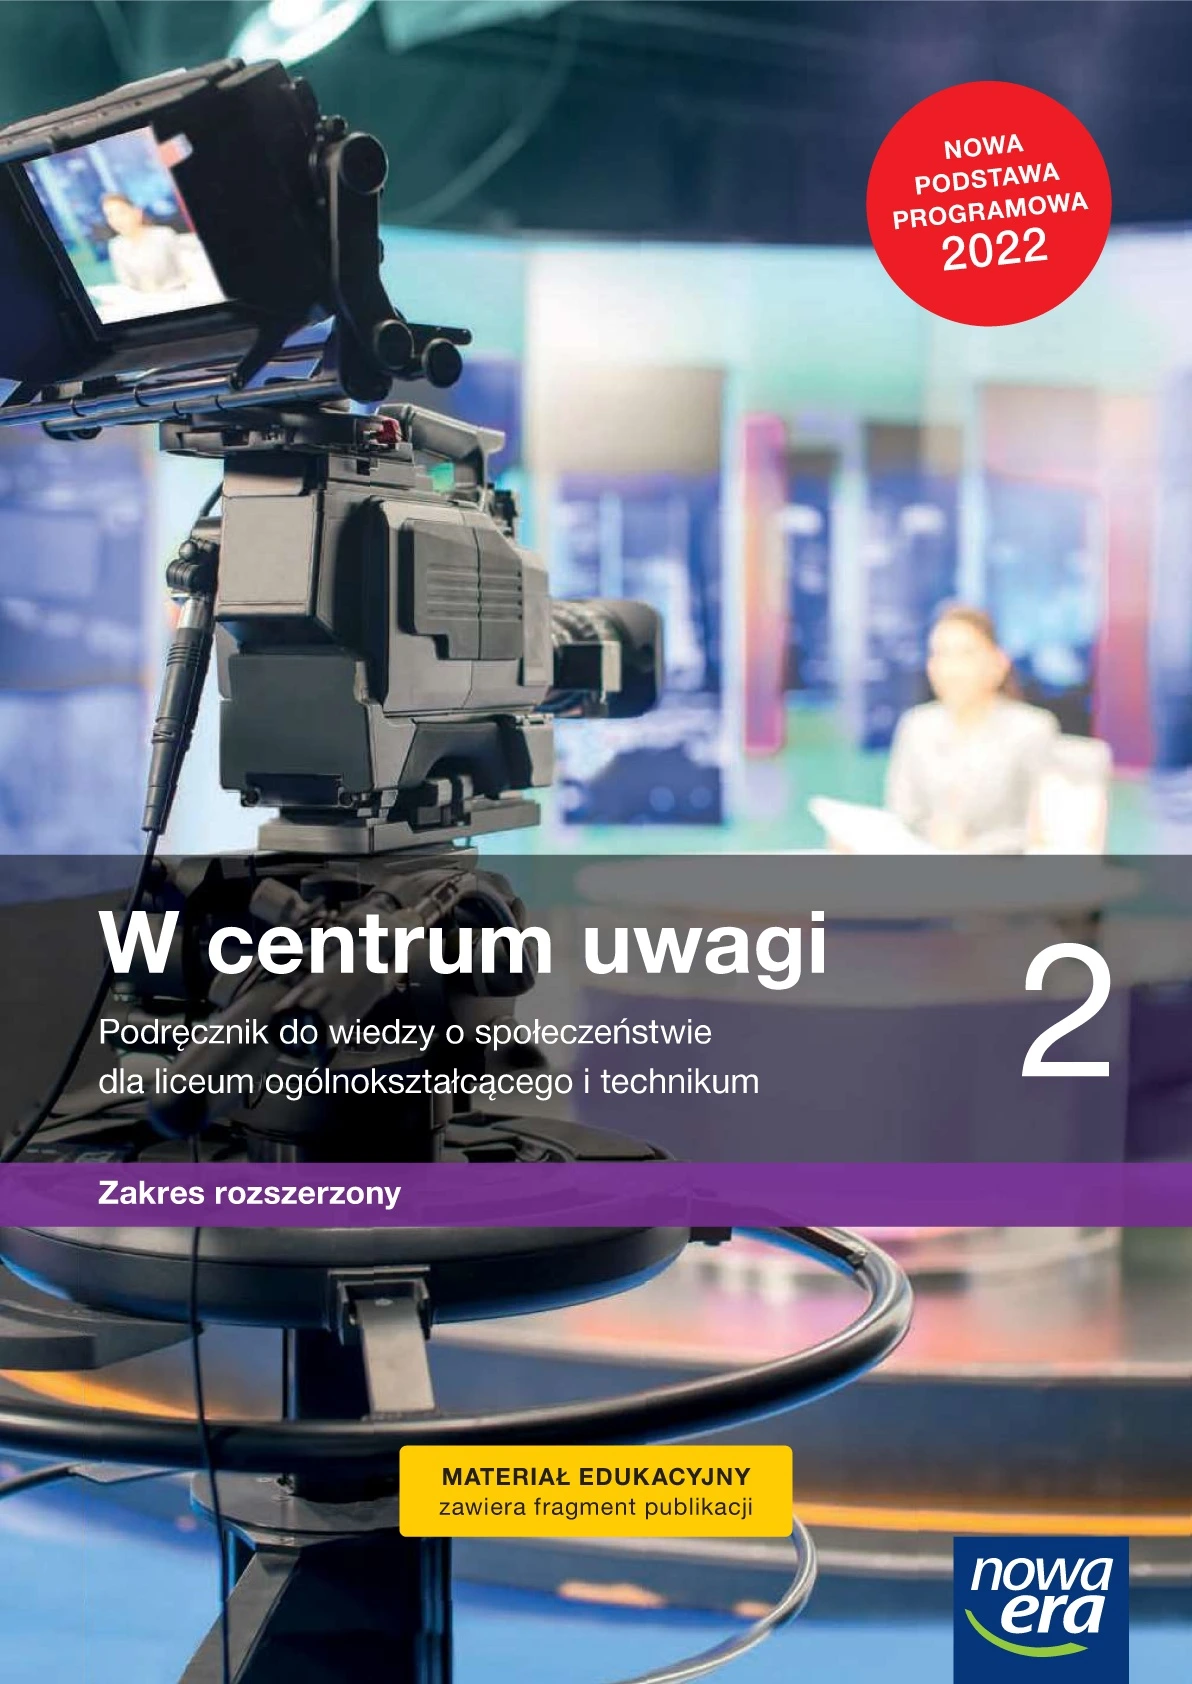 NOWA
PODSTAWA
PROGRAMOWA
2022
W centrum uwagi
2
Podręcznik do wiedzy o społeczeństwie
dla liceum ogólnokształcącego i technikum
Zakres rozszerzony
MATERIAŁ EDUKACYJNY
zawiera fragment publikacji
nowa
era